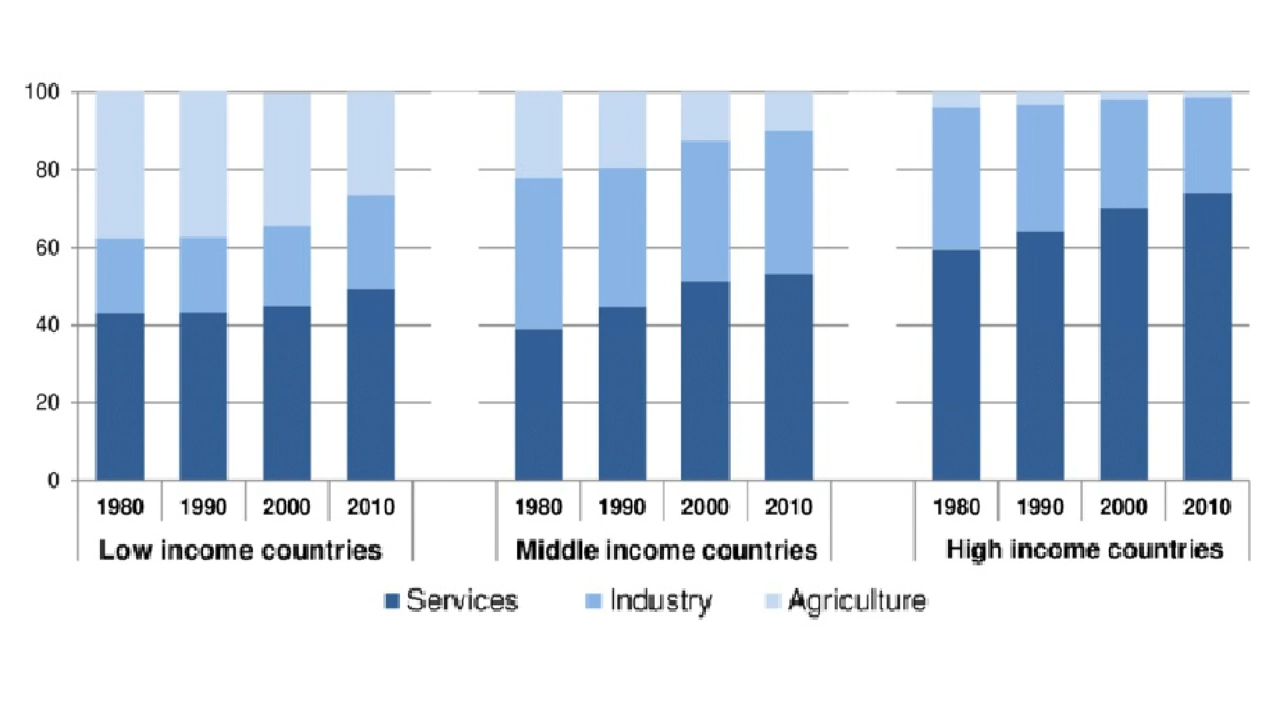 100
80
60
40
20
0
1980 1990 2000 2010 1980 1990 2000 2010 1980 1990 2000 2010
Low income countries Middle income countries High income countries
Services Industry Agriculture